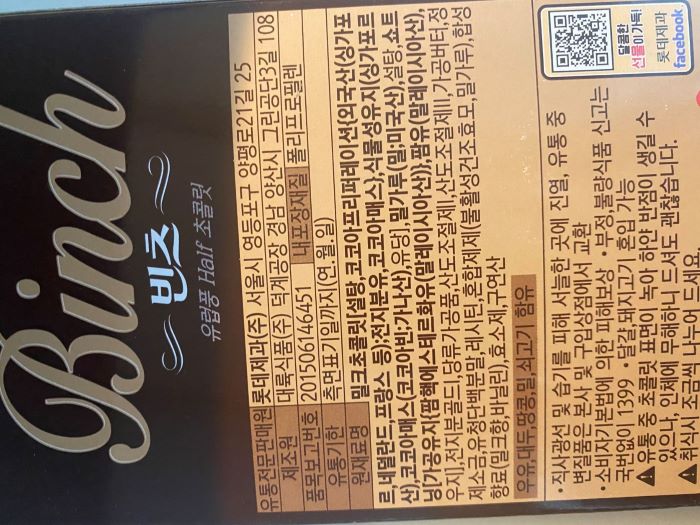 Binch
빈츠
유럽풍 Half 초콜릿
유통전문판매원 롯데제과(주) 서울시 영등포구 양평로21길 25
제조원 대륙식품(주) 덕계공장 경남 양산시 그린공단3길 108
품목보고번호 201506146451 내포장재질 폴리프로필렌
유통기한 측면표기일까지(연.월.일)
원재료명 밀크초콜릿[설탕,코코아프리퍼레이션{외국산(싱가포
르,네덜란드,프랑스 등);전지분유,코코아매스},식물성유지(싱가포르
산),코코아매스(코코아빈;가나산),유당],밀가루(밀;미국산),설탕,쇼트
닝[가공유지{팜핵에스테르화유(말레이시아산)},팜유(말레이시아산),
우지],전지분골드I,당류가공품,산도조절제I,산도조절제II,가공버터,정
제소금,유청단백분말,레시틴,혼합제제(불활성건조효모,밀가루),합성
향료(밀크향,바닐린),효소제,구연산
우유,대두,땅콩,밀,쇠고기 함유
•직사광선 및 습기를 피해 서늘한 곳에 진열, 유통 중
변질품은 본사 및 구입상점에서 교환
•소비자기본법에 의한 피해보상 •부정,불량식품 신고는
국번없이 1399 •달걀,돼지고기 혼입 가능
⚠유통 중 초콜릿 표면이 녹아 하얀 반점이 생길 수
있으나, 인체에 무해하니 드셔도 괜찮습니다.
⚠취식시 조금씩 나누어 드세요.
달콤한
선물이 가득!
롯데제과
facebook